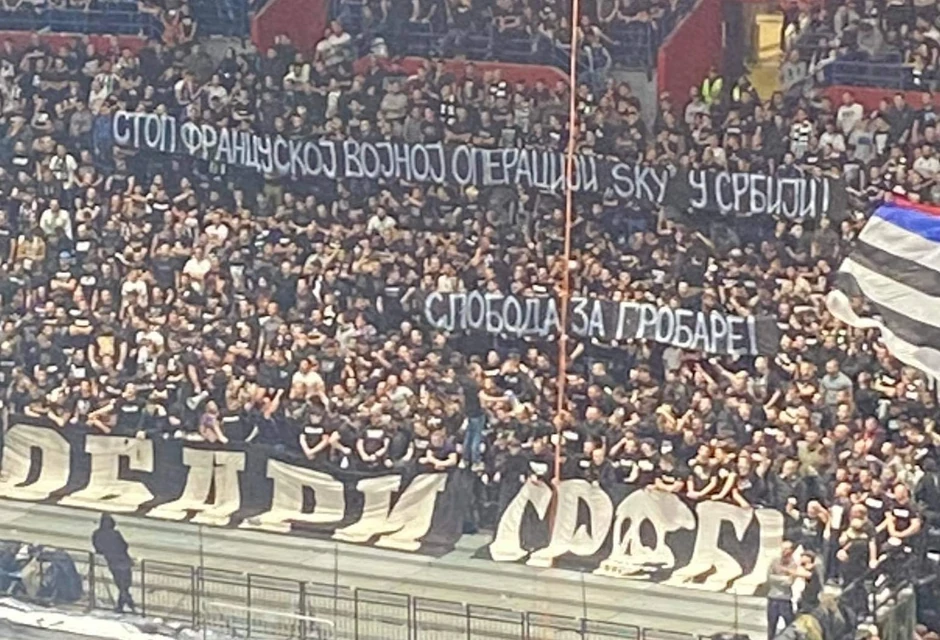 СТОП ФРАНЦУСКОЈ ВОЈНОЈ ОПЕРАЦИЈИ „SKY” У СРБИЈИ!
СЛОБОДА ЗА ГРОБАРЕ!